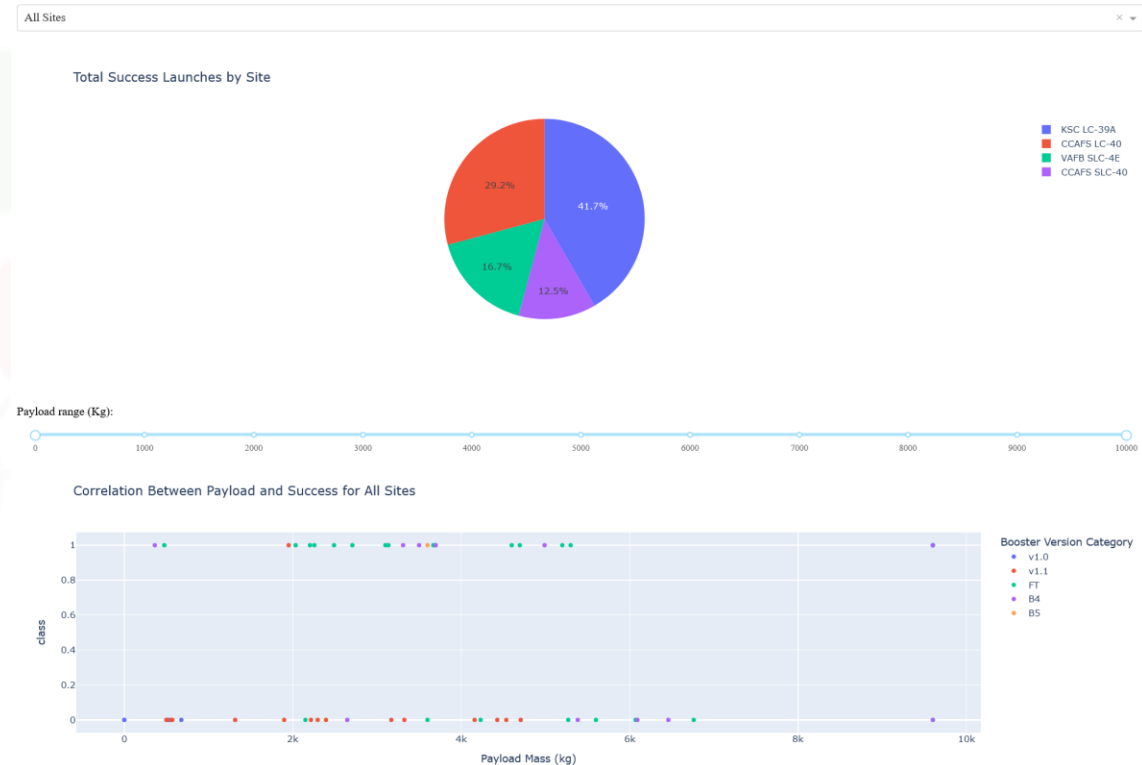 All Sites
Total Success Launches by Site
KSC LC-39A
CCAFS LC-40
VAFB SLC-4E
CCAFS SLC-40
29.2%
41.7%
16.7%
12.5%
Payload range (Kg):
0 1000 2000 3000 4000 5000 6000 7000 8000 9000 10000
Correlation Between Payload and Success for All Sites
Booster Version Category
v1.0
v1.1
FT
B4
B5
class
1
0.8
0.6
0.4
0.2
0
0 2k 4k 6k 8k 10k
Payload Mass (kg)